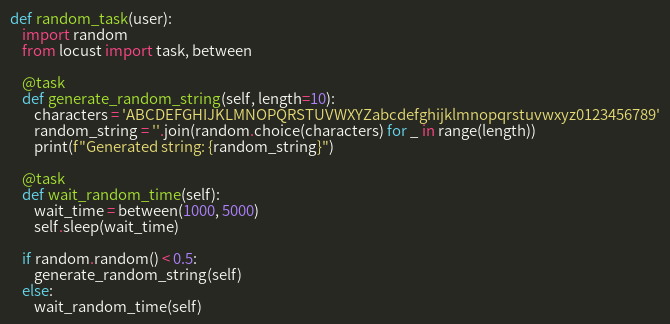 def random_task(user):
import random
from locust import task, between
@task
def generate_random_string(self, length=10):
characters = 'ABCDEFGHIJKLMNOPQRSTUVWXYZabcdefghijklmnopqrstuvwxyz0123456789'
random_string = ''.join(random.choice(characters) for _ in range(length))
print(f"Generated string: {random_string}")
@task
def wait_random_time(self):
wait_time = between(1000, 5000)
self.sleep(wait_time)
if random.random() < 0.5:
generate_random_string(self)
else:
wait_random_time(self)